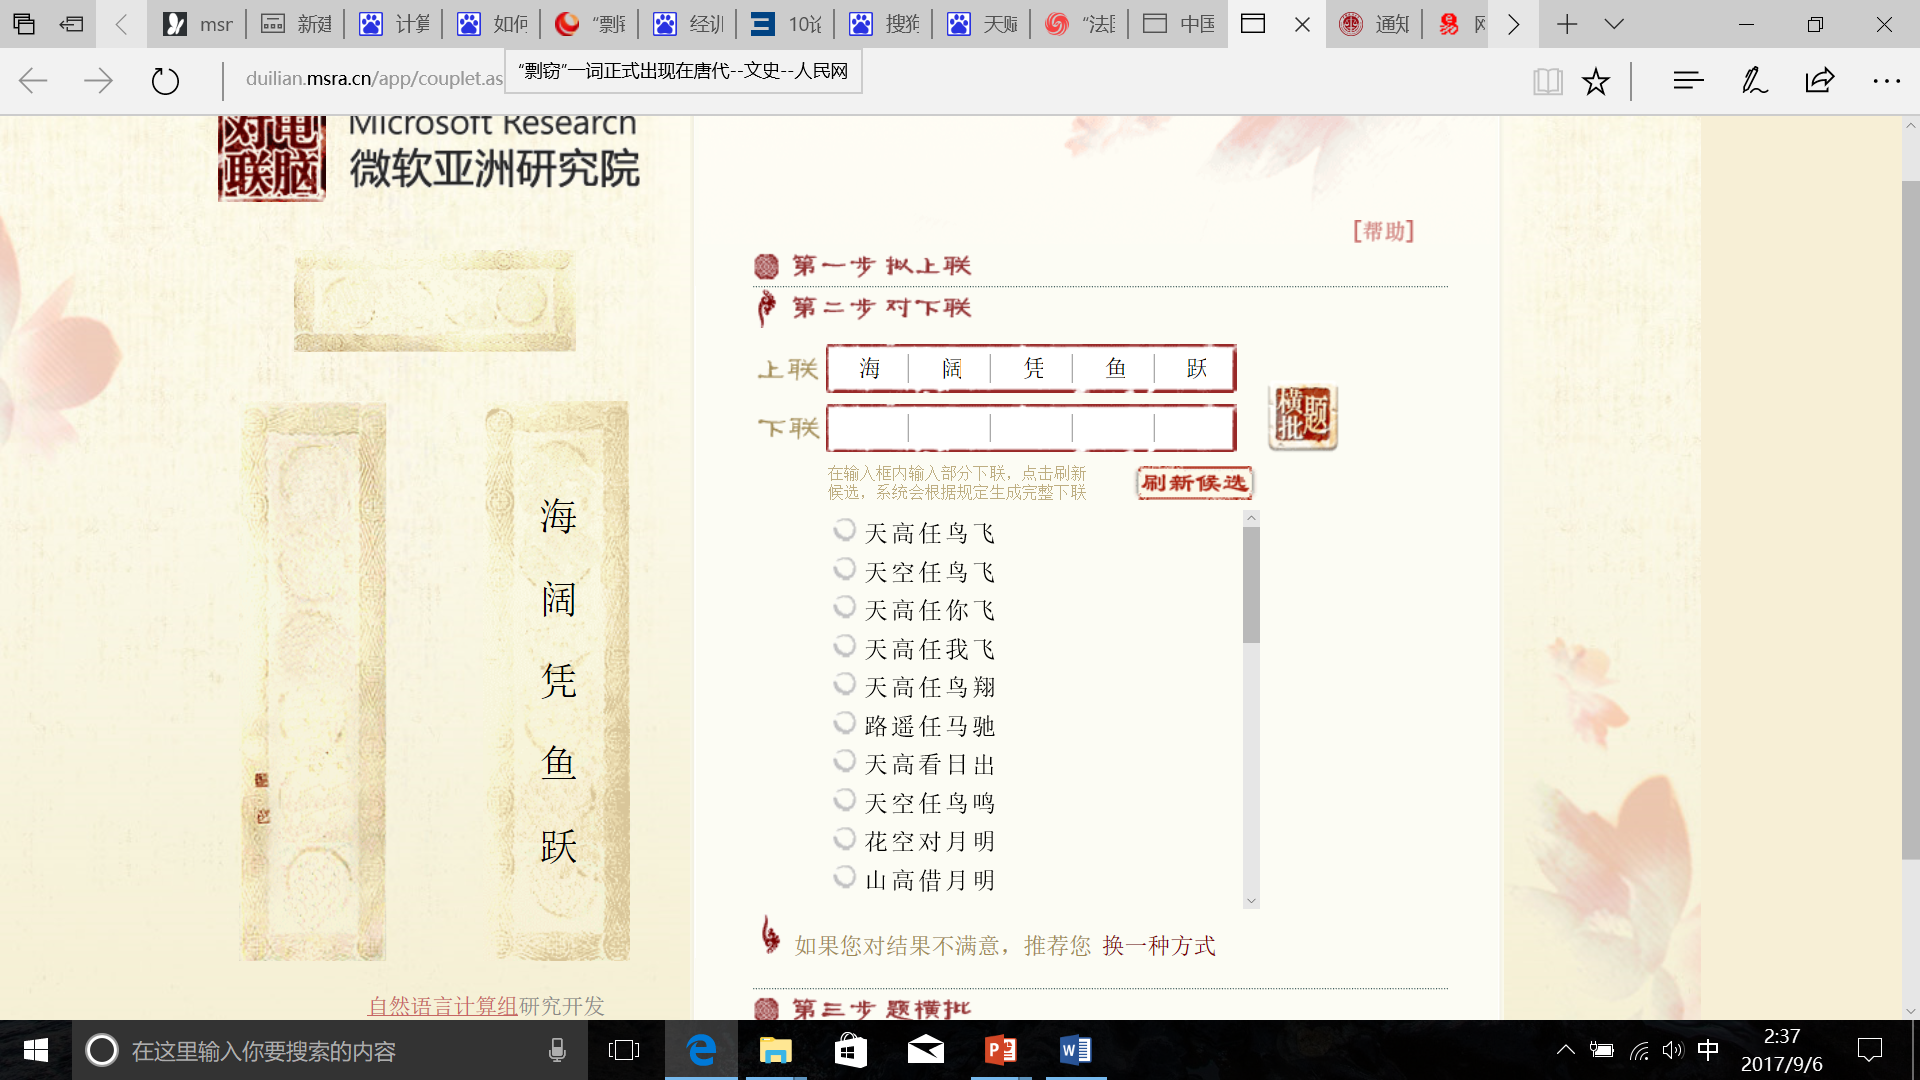 msr
新建
计算
如何
“剽窃
经训
10论
搜狗
天赋
“法国
中国
通知
网
duilian.msra.cn/app/couplet.as
“剽窃”一词正式出现在唐代--文史--人民网
对联
电脑
Microsoft Research
微软亚洲研究院
[帮助]
第一步 拟上联
第二步 对下联
上联 海 阔 凭 鱼 跃
下联
横批
题
在输入框内输入部分下联，点击刷新
候选，系统会根据规定生成完整下联
刷新候选
天高任鸟飞
天空任鸟飞
天高任你飞
天高任我飞
天高任鸟翔
路遥任马驰
天高看日出
天空任鸟鸣
花空对月明
山高借月明
如果您对结果不满意，推荐您 换一种方式
第三步 题横批
海
阔
凭
鱼
跃
自然语言计算组研究开发
在这里输入你要搜索的内容
中
2:37
2017/9/6